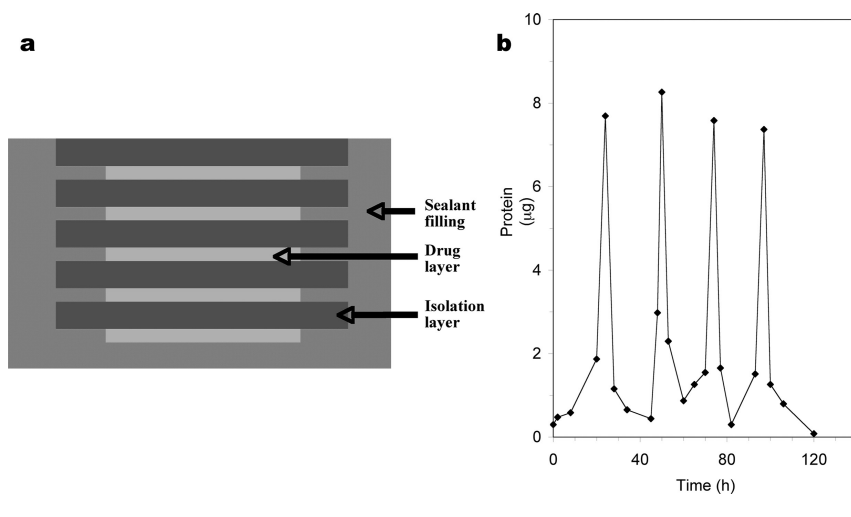 a
b
Sealant
filling
Drug
layer
Isolation
layer
10
8
6
4
2
0
Protein
(µg)
0
40
80
120
Time (h)